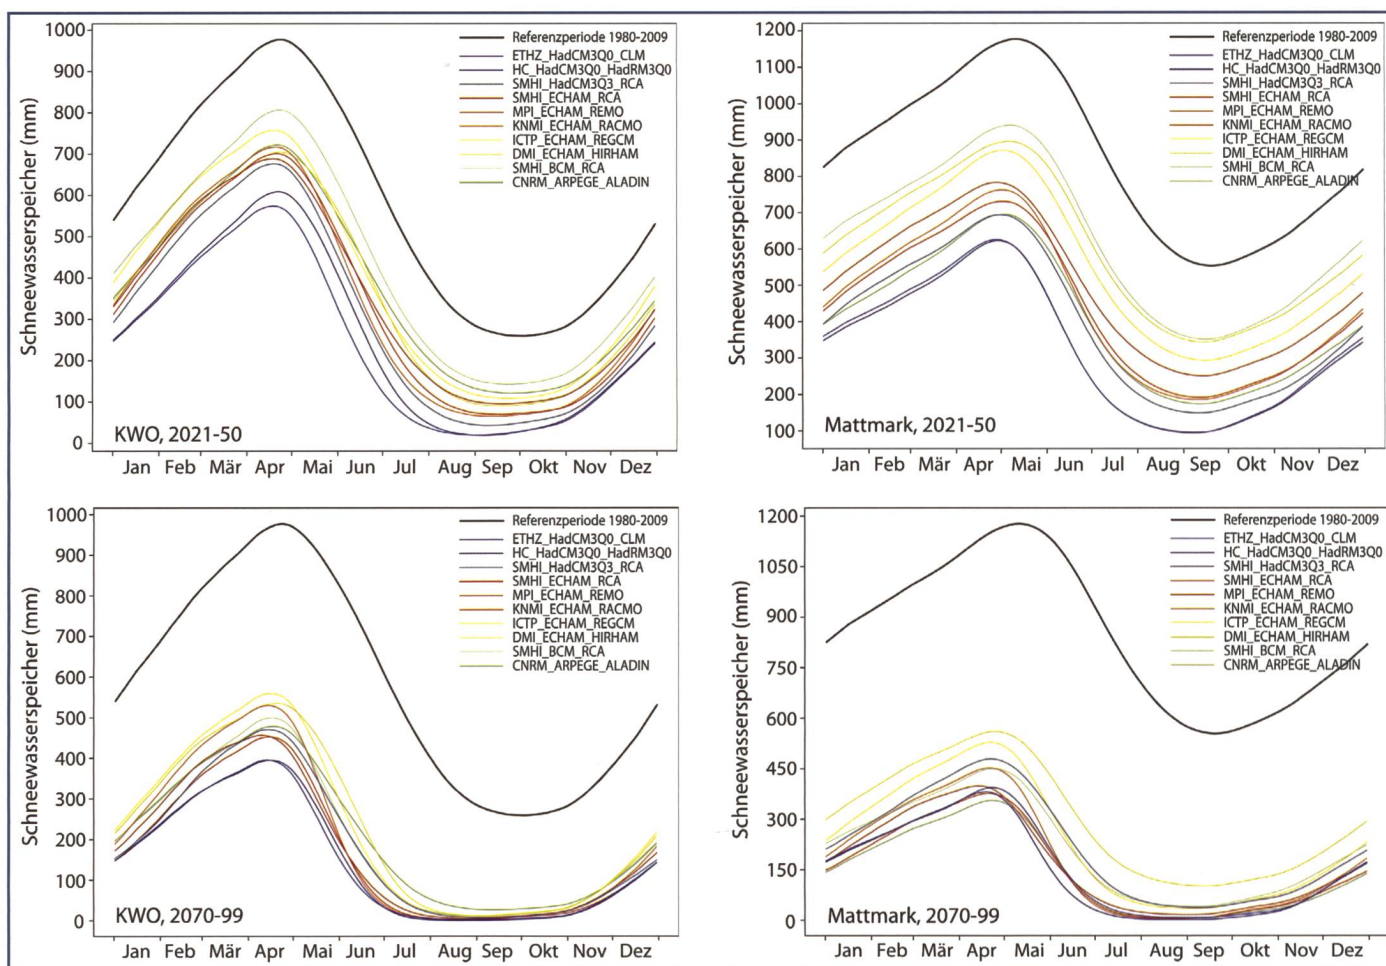 Schneewasserspeicher (mm)
1000
900
800
700
600
500
400
300
200
100
0
Referenzperiode 1980-2009
ETHZ_HadCM3Q0_CLM
HC_HadCM3Q0_HadRM3Q0
SMHI_HadCM3Q3_RCA
SMHI_ECHAM_RCA
MPI_ECHAM_REMO
KNMI_ECHAM_RACMO
ICTP_ECHAM_REGCM
DMI_ECHAM_HIRHAM
SMHI_BCM_RCA
CNRM_ARPEGE_ALADIN
KWO, 2021-50
Jan Feb Mär Apr Mai Jun Jul Aug Sep Okt Nov Dez
Schneewasserspeicher (mm)
1200
1100
1000
900
800
700
600
500
400
300
200
100
Referenzperiode 1980-2009
ETHZ_HadCM3Q0_CLM
HC_HadCM3Q0_HadRM3Q0
SMHI_HadCM3Q3_RCA
SMHI_ECHAM_RCA
MPI_ECHAM_REMO
KNMI_ECHAM_RACMO
ICTP_ECHAM_REGCM
DMI_ECHAM_HIRHAM
SMHI_BCM_RCA
CNRM_ARPEGE_ALADIN
Mattmark, 2021-50
Jan Feb Mär Apr Mai Jun Jul Aug Sep Okt Nov Dez
Schneewasserspeicher (mm)
1000
900
800
700
600
500
400
300
200
100
0
Referenzperiode 1980-2009
ETHZ_HadCM3Q0_CLM
HC_HadCM3Q0_HadRM3Q0
SMHI_HadCM3Q3_RCA
SMHI_ECHAM_RCA
MPI_ECHAM_REMO
KNMI_ECHAM_RACMO
ICTP_ECHAM_REGCM
DMI_ECHAM_HIRHAM
SMHI_BCM_RCA
CNRM_ARPEGE_ALADIN
KWO, 2070-99
Jan Feb Mär Apr Mai Jun Jul Aug Sep Okt Nov Dez
Schneewasserspeicher (mm)
1200
1050
900
750
600
450
300
150
0
Referenzperiode 1980-2009
ETHZ_HadCM3Q0_CLM
HC_HadCM3Q0_HadRM3Q0
SMHI_HadCM3Q3_RCA
SMHI_ECHAM_RCA
MPI_ECHAM_REMO
KNMI_ECHAM_RACMO
ICTP_ECHAM_REGCM
DMI_ECHAM_HIRHAM
SMHI_BCM_RCA
CNRM_ARPEGE_ALADIN
Mattmark, 2070-99
Jan Feb Mär Apr Mai Jun Jul Aug Sep Okt Nov Dez